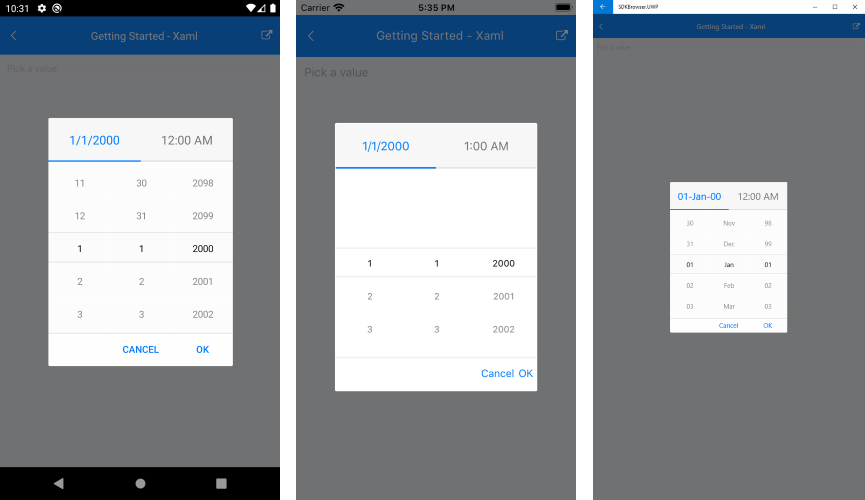 10:31
Getting Started - Xaml
Pick a value
1/1/2000 12:00 AM
11 30 2098
12 31 2099
1 1 2000
2 2 2001
3 3 2002
CANCEL OK
Carrier 5:35 PM
Getting Started - Xaml
Pick a value
1/1/2000 1:00 AM
1 1 2000
2 2 2001
3 3 2002
Cancel OK
SDKBrowser.UWP
Getting Started - Xaml
Pick a value
01-Jan-00 12:00 AM
30 Nov 98
31 Dec 99
01 Jan 01
02 Feb 02
03 Mar 03
Cancel OK